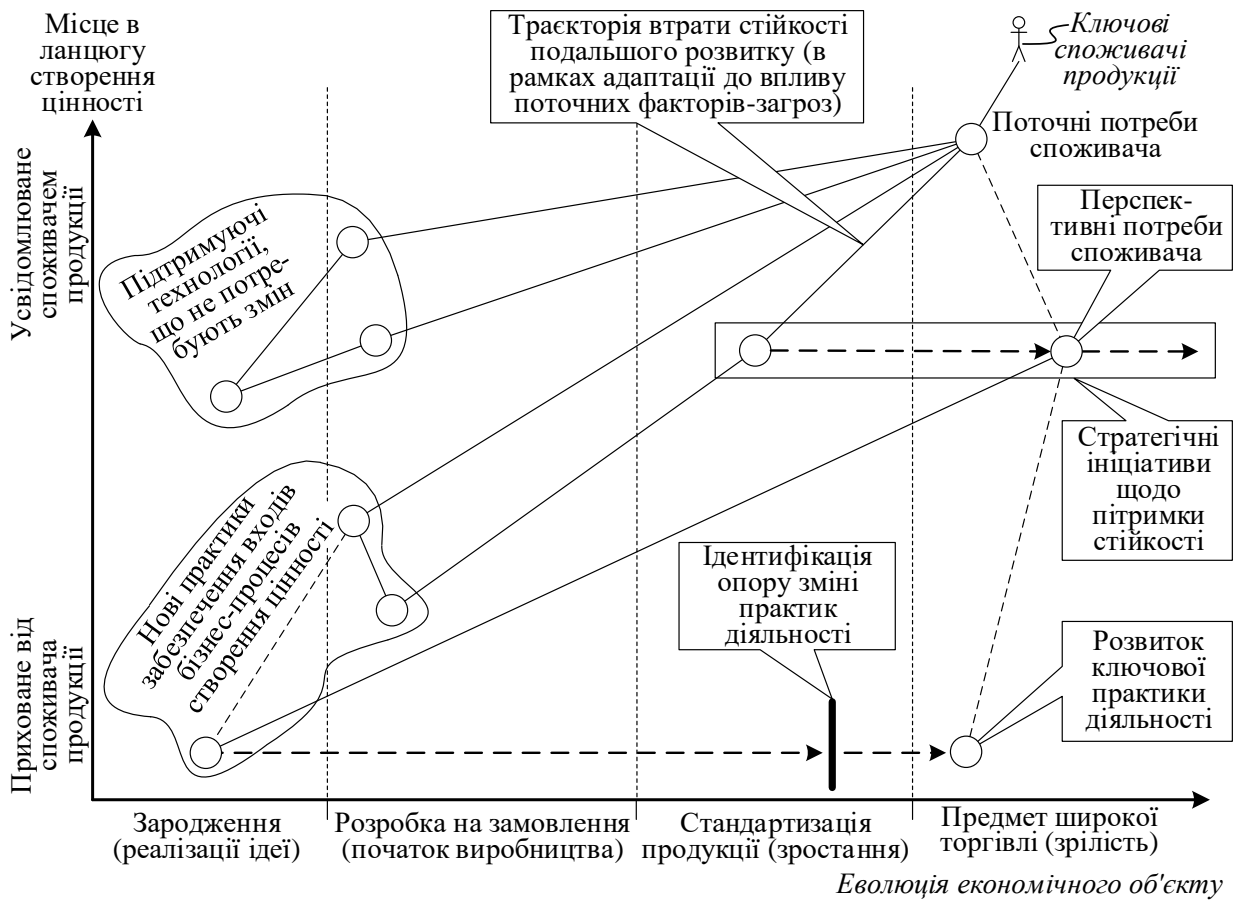 Місце в
ланцюгу
створення
цінності
Траєкторія втрати стійкості
подальшого розвитку (в
рамках адаптації до впливу
поточних факторів-загроз)
Ключові
споживачі
продукції
Поточні потреби
споживача
Усвідомлюване
споживачем
продукції
Підтримуючі
технології,
що не потре-
бують змін
Перспек-
тивні потреби
споживача
Стратегічні
ініціативи
щодо
пітримки
стійкості
Приховане від
споживача
продукції
Нові практики
забезпечення входів
бізнес-процесів
створення цінності
Ідентифікація
опору зміні
практик
діяльності
Розвиток
ключової
практики
діяльності
Зародження
(реалізації ідеї)
Розробка на замовлення
(початок виробництва)
Стандартизація
продукції (зростання)
Предмет широкої
торгівлі (зрілість)
Еволюція економічного об'єкту